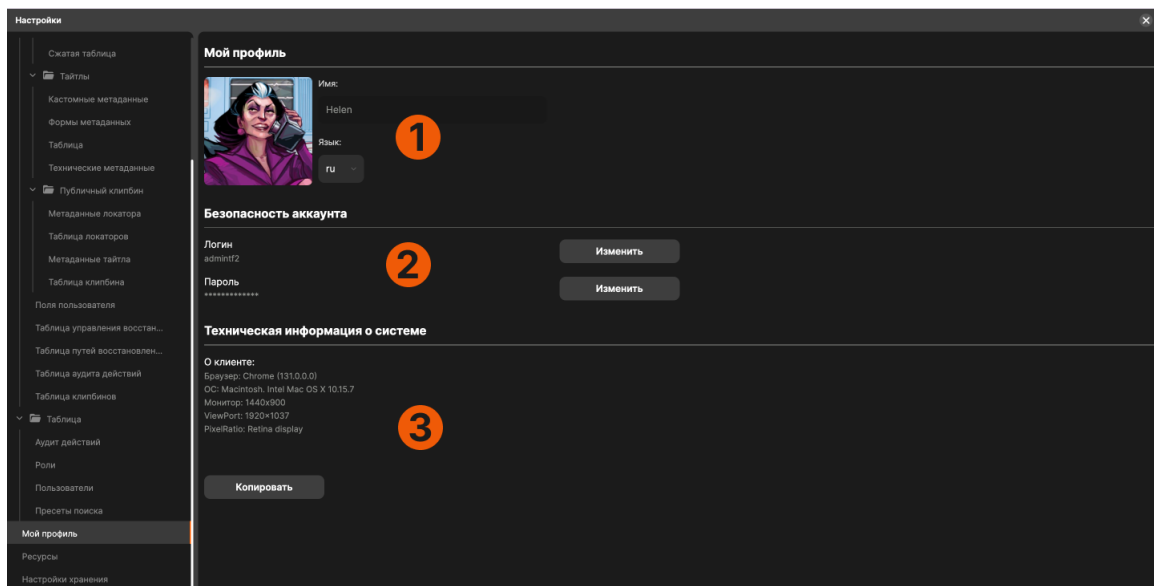 Настройки
Сжатая таблица
Тайтлы
Кастомные метаданные
Формы метаданных
Таблица
Технические метаданные
Публичный клипбин
Метаданные локатора
Таблица локаторов
Метаданные тайтла
Таблица клипбина
Поля пользователя
Таблица управления восстан...
Таблица путей восстановлен...
Таблица аудита действий
Таблица клипбинов
Таблица
Аудит действий
Роли
Пользователи
Пресеты поиска
Мой профиль
Ресурсы
Настройки хранения
Мой профиль
Имя:
Helen
Язык:
ru
1
Безопасность аккаунта
Логин
admintf2
Изменить
2
Пароль
*************
Изменить
Техническая информация о системе
О клиенте:
Браузер: Chrome (131.0.0.0)
ОС: Macintosh. Intel Mac OS X 10.15.7
Монитор: 1440x900
ViewPort: 1920×1037
PixelRatio: Retina display
3
Копировать